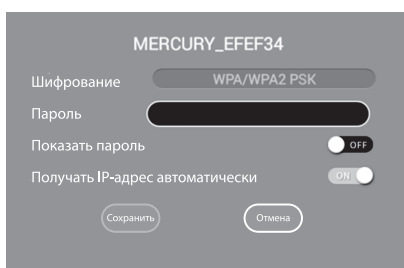 MERCURY_EFEF34
Шифрование WPA/WPA2 PSK
Пароль
Показать пароль OFF
Получать IP-адрес автоматически ON
Сохранить Отмена